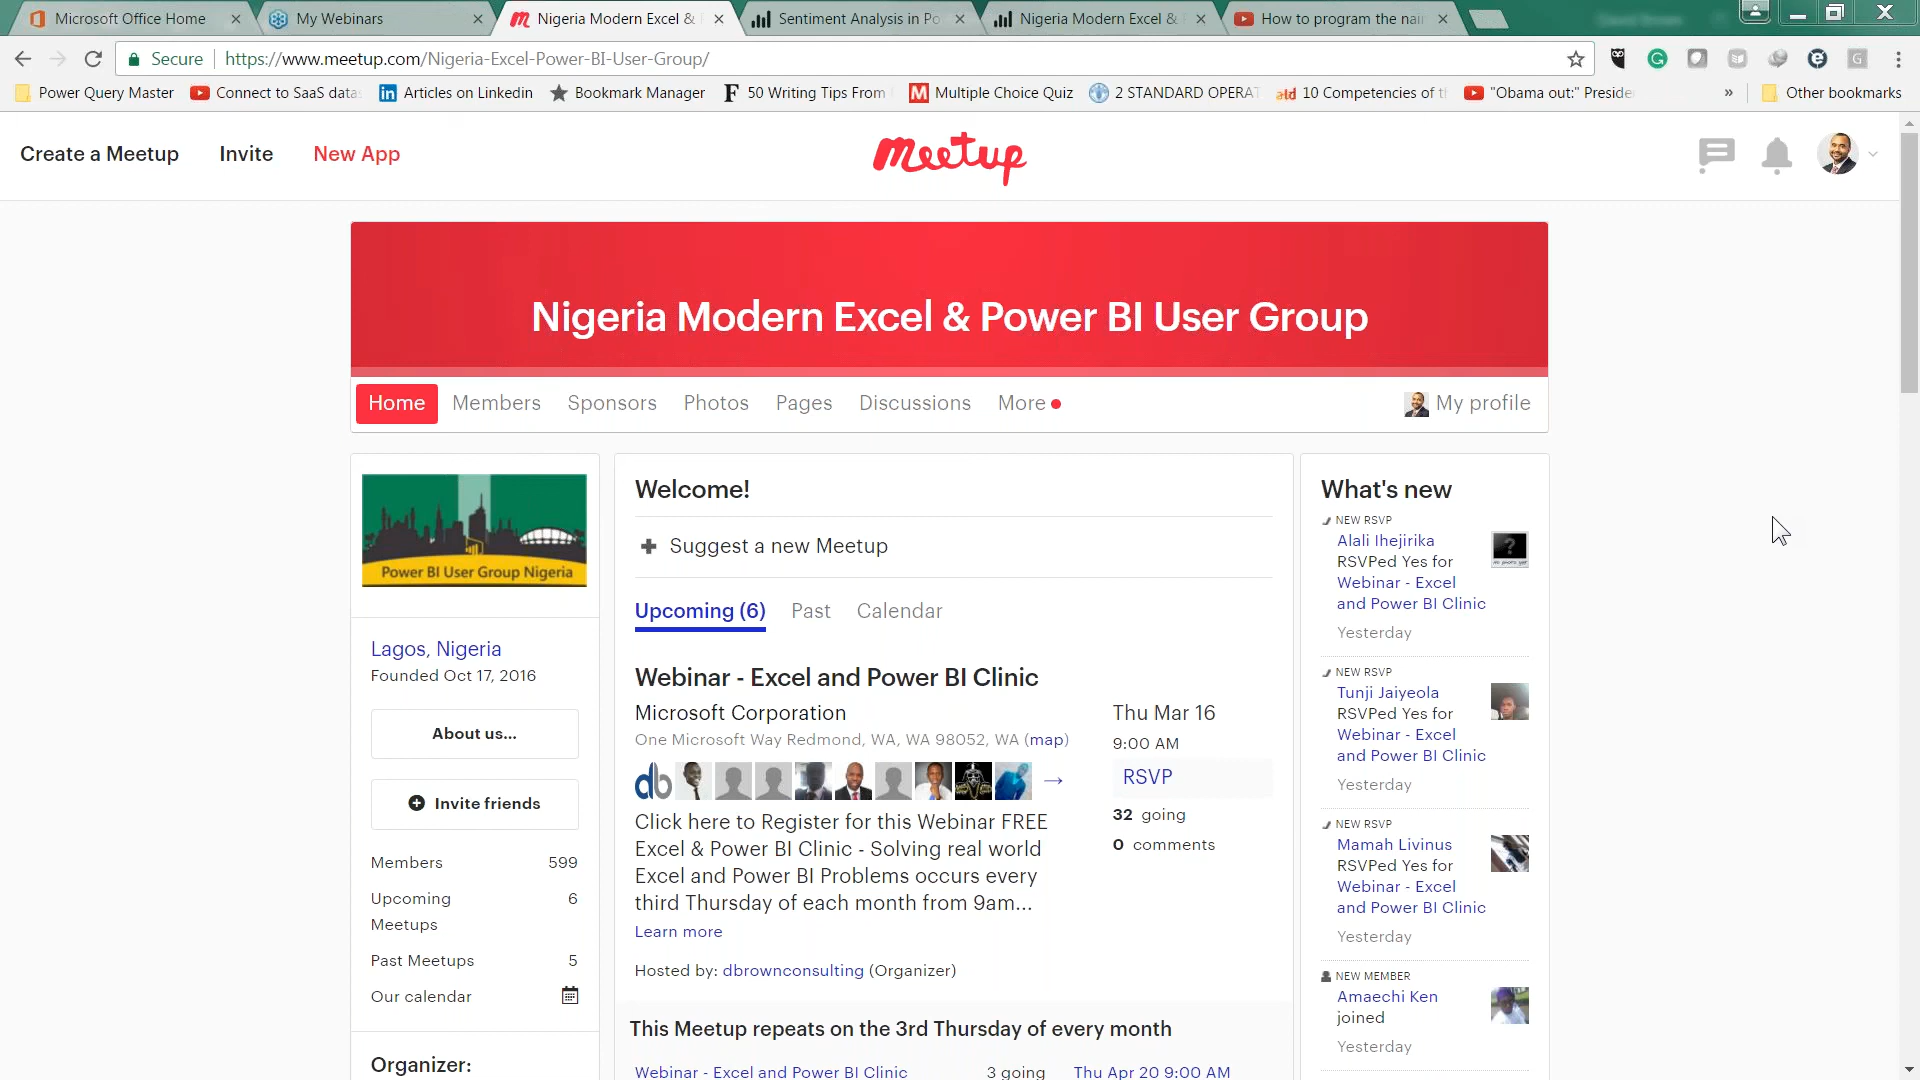 Microsoft Office Home
My Webinars
Nigeria Modern Excel &
Sentiment Analysis in Po
Nigeria Modern Excel &
How to program the nai
Secure
https://www.meetup.com/Nigeria-Excel-Power-BI-User-Group/
Power Query Master
Connect to SaaS data
Articles on Linkedin
Bookmark Manager
50 Writing Tips From
Multiple Choice Quiz
2 STANDARD OPERAT
10 Competencies of t
"Obama out:" Preside
»
Other bookmarks
Create a Meetup
Invite
New App
Meetup
Nigeria Modern Excel & Power BI User Group
Home
Members
Sponsors
Photos
Pages
Discussions
More
My profile
Power BI User Group Nigeria
Lagos, Nigeria
Founded Oct 17, 2016
About us...
Invite friends
Members 599
Upcoming Meetups 6
Past Meetups 5
Our calendar
Organizer:
Welcome!
Suggest a new Meetup
Upcoming (6)
Past
Calendar
Webinar - Excel and Power BI Clinic
Microsoft Corporation
One Microsoft Way Redmond, WA, WA 98052, WA (map)
db
→
Click here to Register for this Webinar FREE
Excel & Power BI Clinic - Solving real world
Excel and Power BI Problems occurs every
third Thursday of each month from 9am...
Learn more
Hosted by: dbrownconsulting (Organizer)
Thu Mar 16
9:00 AM
RSVP
32 going
0 comments
This Meetup repeats on the 3rd Thursday of every month
Webinar - Excel and Power BI Clinic
3 going
Thu Apr 20 9:00 AM
What's new
NEW RSVP
Alali Ihejirika
RSVPed Yes for
Webinar - Excel
and Power BI Clinic
Yesterday
NEW RSVP
Tunji Jaiyeola
RSVPed Yes for
Webinar - Excel
and Power BI Clinic
Yesterday
NEW RSVP
Mamah Livinus
RSVPed Yes for
Webinar - Excel
and Power BI Clinic
Yesterday
NEW MEMBER
Amaechi Ken
joined
Yesterday